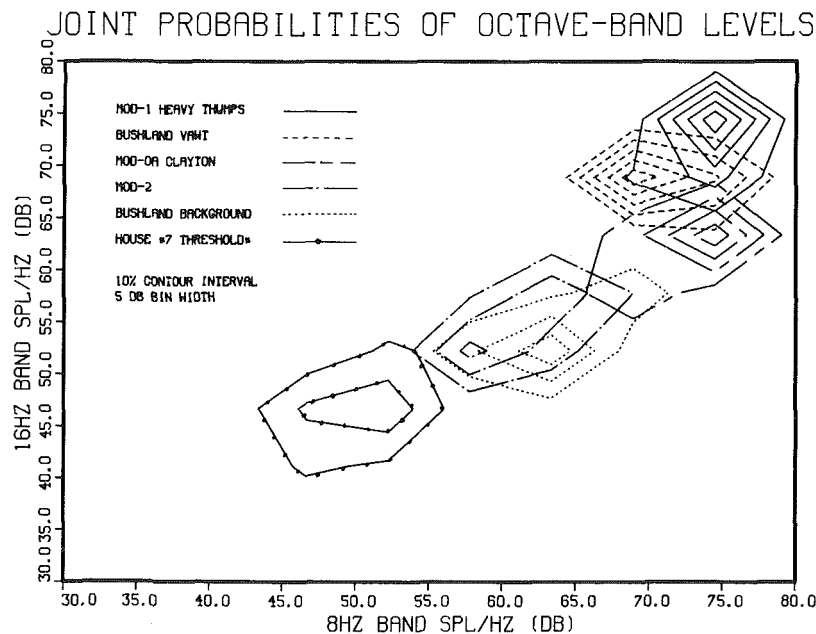 JOINT PROBABILITIES OF OCTAVE-BAND LEVELS
80.0
75.0
70.0
65.0
60.0
55.0
50.0
45.0
40.0
35.0
30.0
16HZ BAND SPL/HZ (DB)
MOD-1 HEAVY THUMPS
BUSHLAND VAWT
MOD-0A CLAYTON
MOD-2
BUSHLAND BACKGROUND
HOUSE #7 THRESHOLD*
10% CONTOUR INTERVAL
5 DB BIN WIDTH
30.0 35.0 40.0 45.0 50.0 55.0 60.0 65.0 70.0 75.0 80.0
8HZ BAND SPL/HZ (DB)